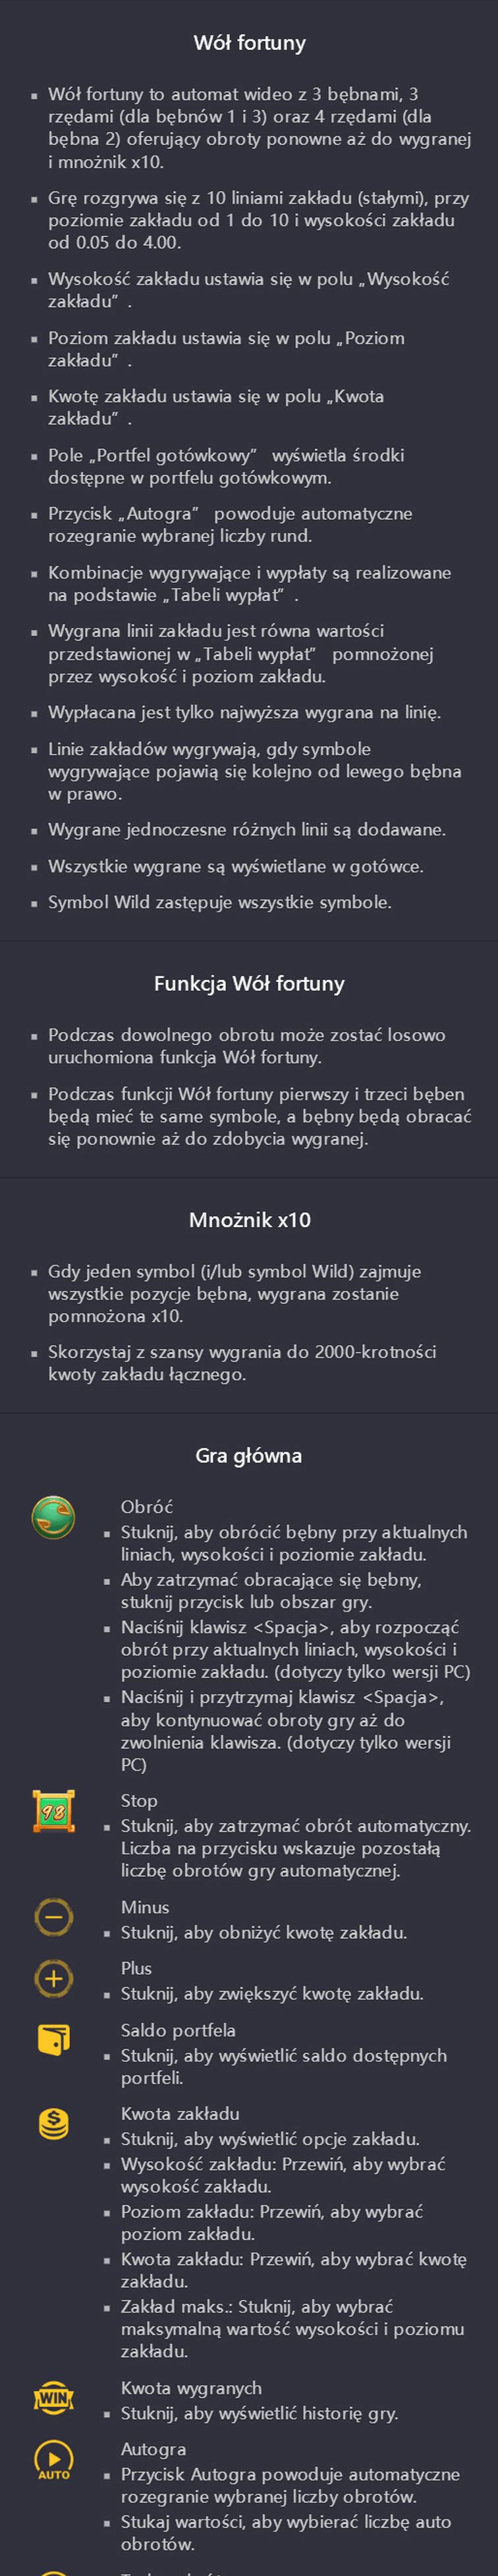 Wół fortuny
▪ Wół fortuny to automat wideo z 3 bębnami, 3
rzędami (dla bębnów 1 i 3) oraz 4 rzędami (dla
bębna 2) oferujący obroty ponowne aż do wygranej
i mnożnik x10.
▪ Grę rozgrywa się z 10 liniami zakładu (stałymi), przy
poziomie zakładu od 1 do 10 i wysokości zakładu
od 0.05 do 4.00.
▪ Wysokość zakładu ustawia się w polu „Wysokość
zakładu” .
▪ Poziom zakładu ustawia się w polu „Poziom
zakładu” .
▪ Kwotę zakładu ustawia się w polu „Kwota
zakładu” .
▪ Pole „Portfel gotówkowy” wyświetla środki
dostępne w portfelu gotówkowym.
▪ Przycisk „Autogra” powoduje automatyczne
rozegranie wybranej liczby rund.
▪ Kombinacje wygrywające i wypłaty są realizowane
na podstawie „Tabeli wypłat” .
▪ Wygrana linii zakładu jest równa wartości
przedstawionej w „Tabeli wypłat” pomnożonej
przez wysokość i poziom zakładu.
▪ Wypłacana jest tylko najwyższa wygrana na linię.
▪ Linie zakładów wygrywają, gdy symbole
wygrywające pojawią się kolejno od lewego bębna
w prawo.
▪ Wygrane jednoczesne różnych linii są dodawane.
▪ Wszystkie wygrane są wyświetlane w gotówce.
▪ Symbol Wild zastępuje wszystkie symbole.
Funkcja Wół fortuny
▪ Podczas dowolnego obrotu może zostać losowo
uruchomiona funkcja Wół fortuny.
▪ Podczas funkcji Wół fortuny pierwszy i trzeci bęben
będą mieć te same symbole, a bębny będą obracać
się ponownie aż do zdobycia wygranej.
Mnożnik x10
▪ Gdy jeden symbol (i/lub symbol Wild) zajmuje
wszystkie pozycje bębna, wygrana zostanie
pomnożona x10.
▪ Skorzystaj z szansy wygrania do 2000-krotności
kwoty zakładu łącznego.
Gra główna
Obróć
▪ Stuknij, aby obrócić bębny przy aktualnych
liniach, wysokości i poziomie zakładu.
▪ Aby zatrzymać obracające się bębny,
stuknij przycisk lub obszar gry.
▪ Naciśnij klawisz <Spacja>, aby rozpocząć
obrót przy aktualnych liniach, wysokości i
poziomie zakładu. (dotyczy tylko wersji PC)
▪ Naciśnij i przytrzymaj klawisz <Spacja>,
aby kontynuować obroty gry aż do
zwolnienia klawisza. (dotyczy tylko wersji
PC)
98
Stop
▪ Stuknij, aby zatrzymać obrót automatyczny.
Liczba na przycisku wskazuje pozostałą
liczbę obrotów gry automatycznej.
Minus
▪ Stuknij, aby obniżyć kwotę zakładu.
Plus
▪ Stuknij, aby zwiększyć kwotę zakładu.
Saldo portfela
▪ Stuknij, aby wyświetlić saldo dostępnych
portfeli.
Kwota zakładu
▪ Stuknij, aby wyświetlić opcje zakładu.
▪ Wysokość zakładu: Przewiń, aby wybrać
wysokość zakładu.
▪ Poziom zakładu: Przewiń, aby wybrać
poziom zakładu.
▪ Kwota zakładu: Przewiń, aby wybrać kwotę
zakładu.
▪ Zakład maks.: Stuknij, aby wybrać
maksymalną wartość wysokości i poziomu
zakładu.
WIN
Kwota wygranych
▪ Stuknij, aby wyświetlić historię gry.
AUTO
Autogra
▪ Przycisk Autogra powoduje automatyczne
rozegranie wybranej liczby obrotów.
▪ Stukaj wartości, aby wybierać liczbę auto
obrotów.